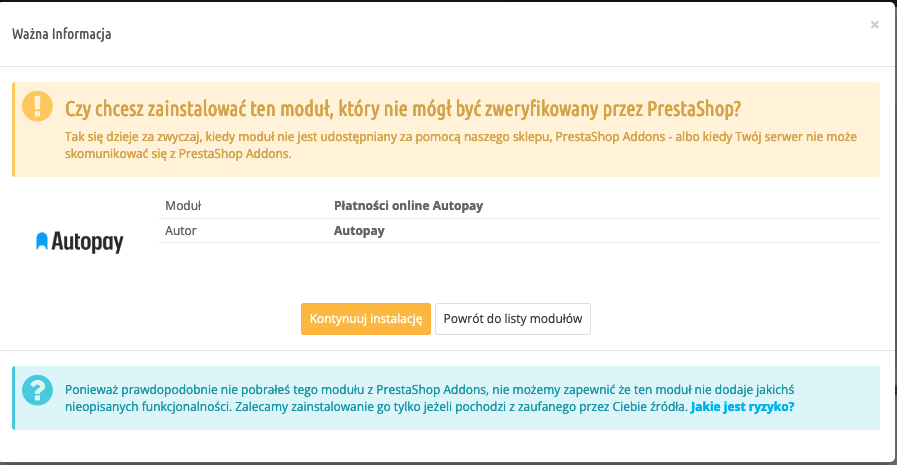 Ważna Informacja
×
Czy chcesz zainstalować ten moduł, który nie mógł być zweryfikowany przez PrestaShop?
Tak się dzieje za zwyczaj, kiedy moduł nie jest udostępniany za pomocą naszego sklepu, PrestaShop Addons - albo kiedy Twój serwer nie może
skomunikować się z PrestaShop Addons.
Moduł Płatności online Autopay
Autor Autopay
Autopay
Kontynuuj instalację Powrót do listy modułów
Ponieważ prawdopodobnie nie pobrałeś tego modułu z PrestaShop Addons, nie możemy zapewnić że ten moduł nie dodaje jakichś
nieopisanych funkcjonalności. Zalecamy zainstalowanie go tylko jeżeli pochodzi z zaufanego przez Ciebie źródła. Jakie jest ryzyko?